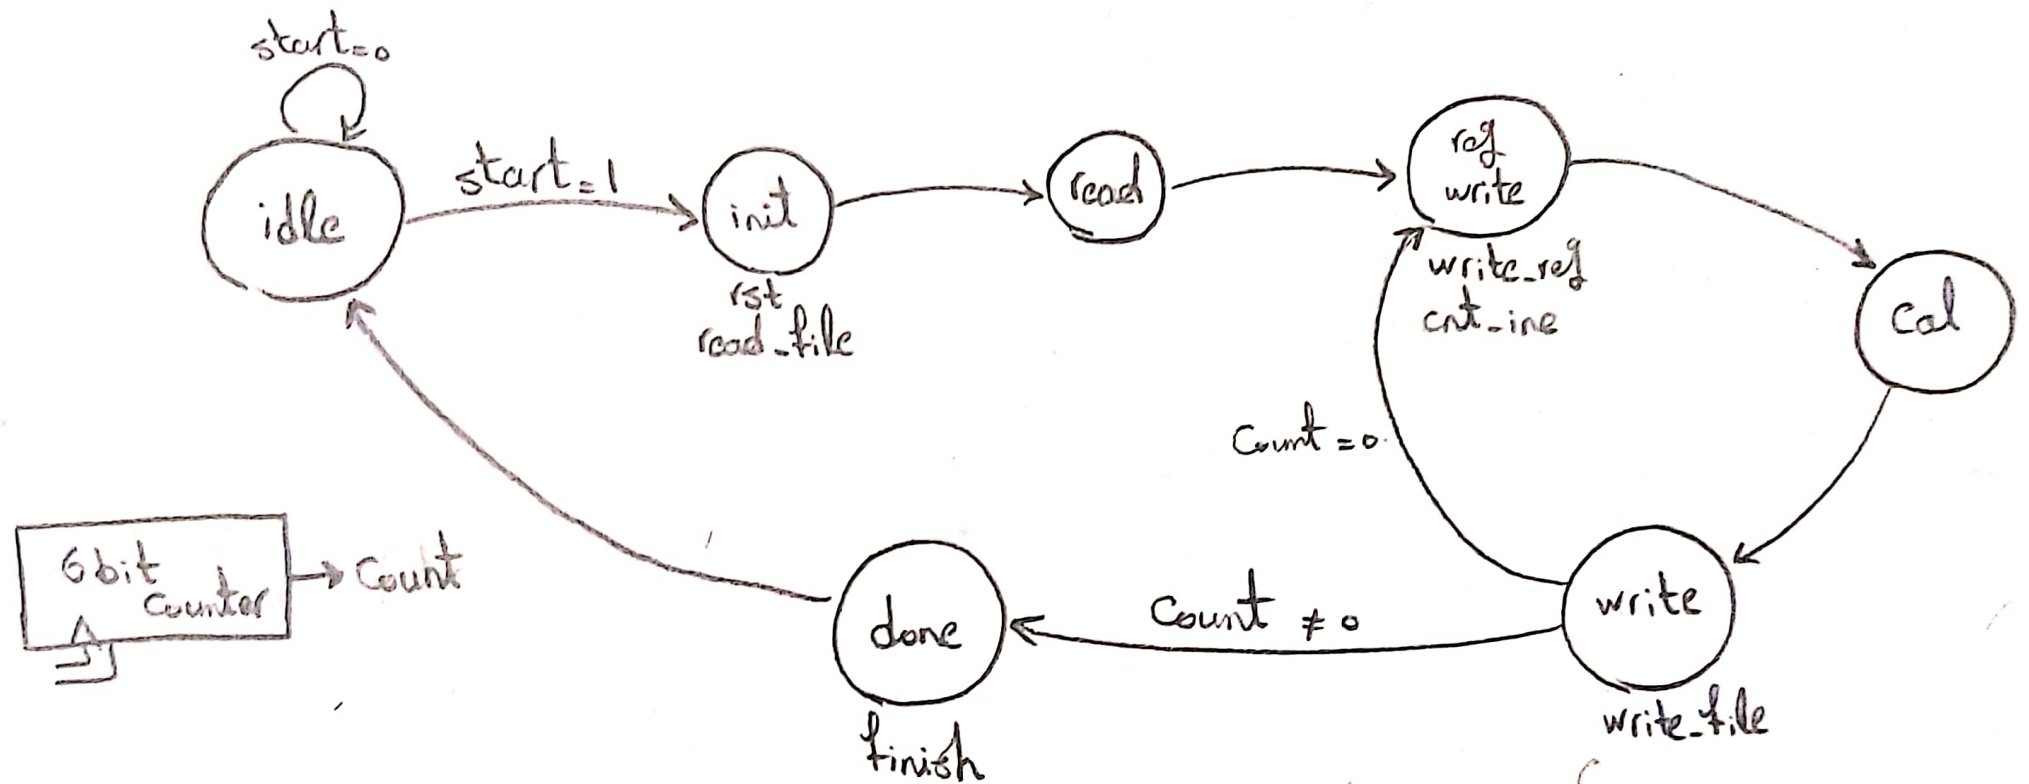 start=0
start=1
idle
init
rst
read_file
read
reg
write
write_reg
cnt_inc
Cal
Count=0
write
write_file
Count ≠ 0
done
finish
6bit
Counter
Count